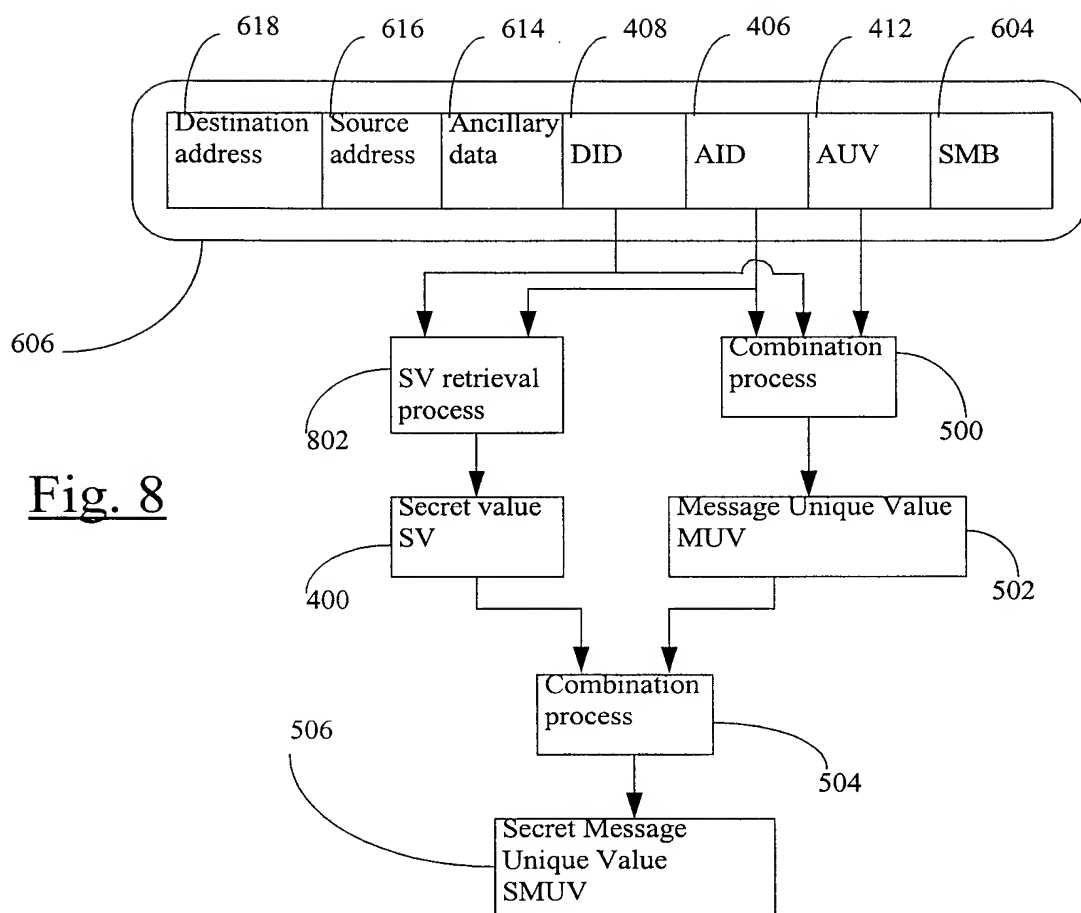 618 616 614 408 406 412 604
Destination address
Source address
Ancillary data
DID
AID
AUV
SMB
606
SV retrieval process
802
Combination process
500
Fig. 8
Secret value
SV
400
Message Unique Value
MUV
502
Combination process
504
506
Secret Message
Unique Value
SMUV